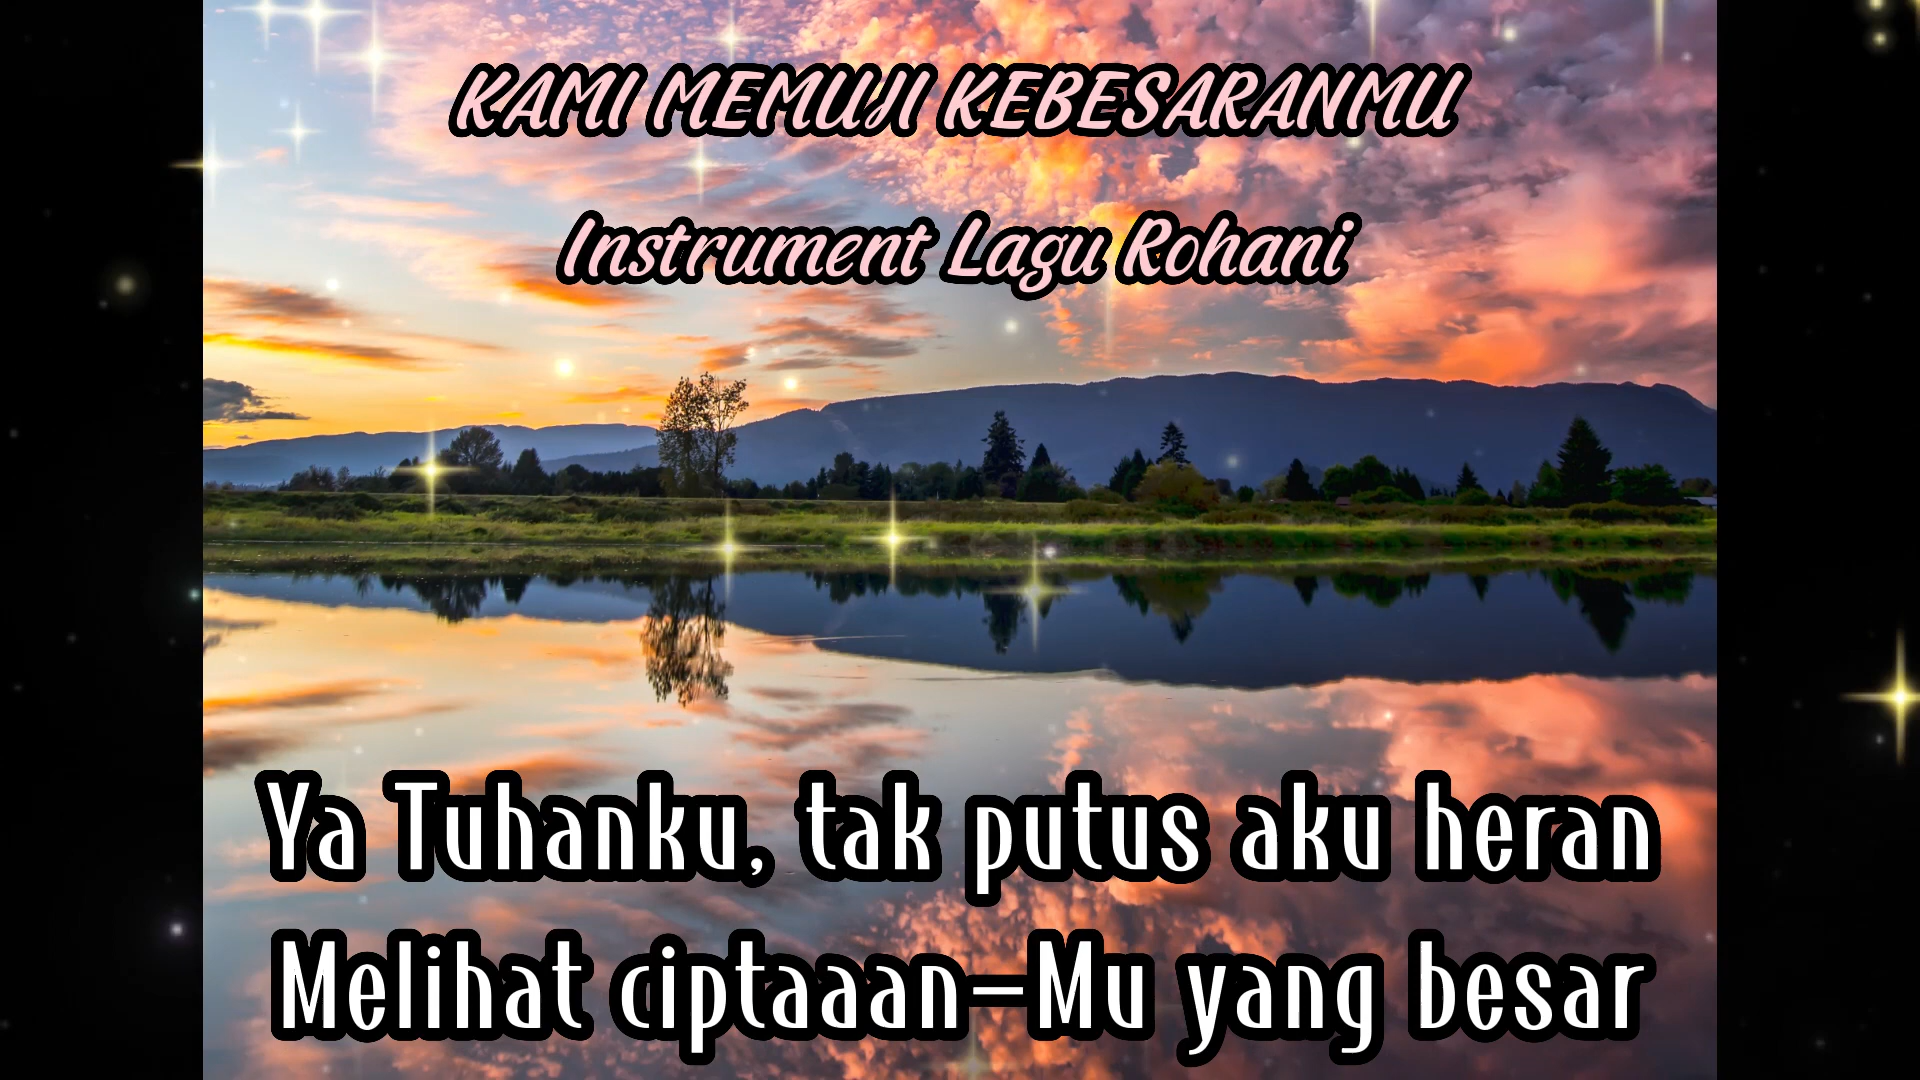 KAMI MEMUJI KEBESARANMU
Instrument Lagu Rohani
Ya Tuhanku, tak putus aku heran
Melihat ciptaaan-Mu yang besar